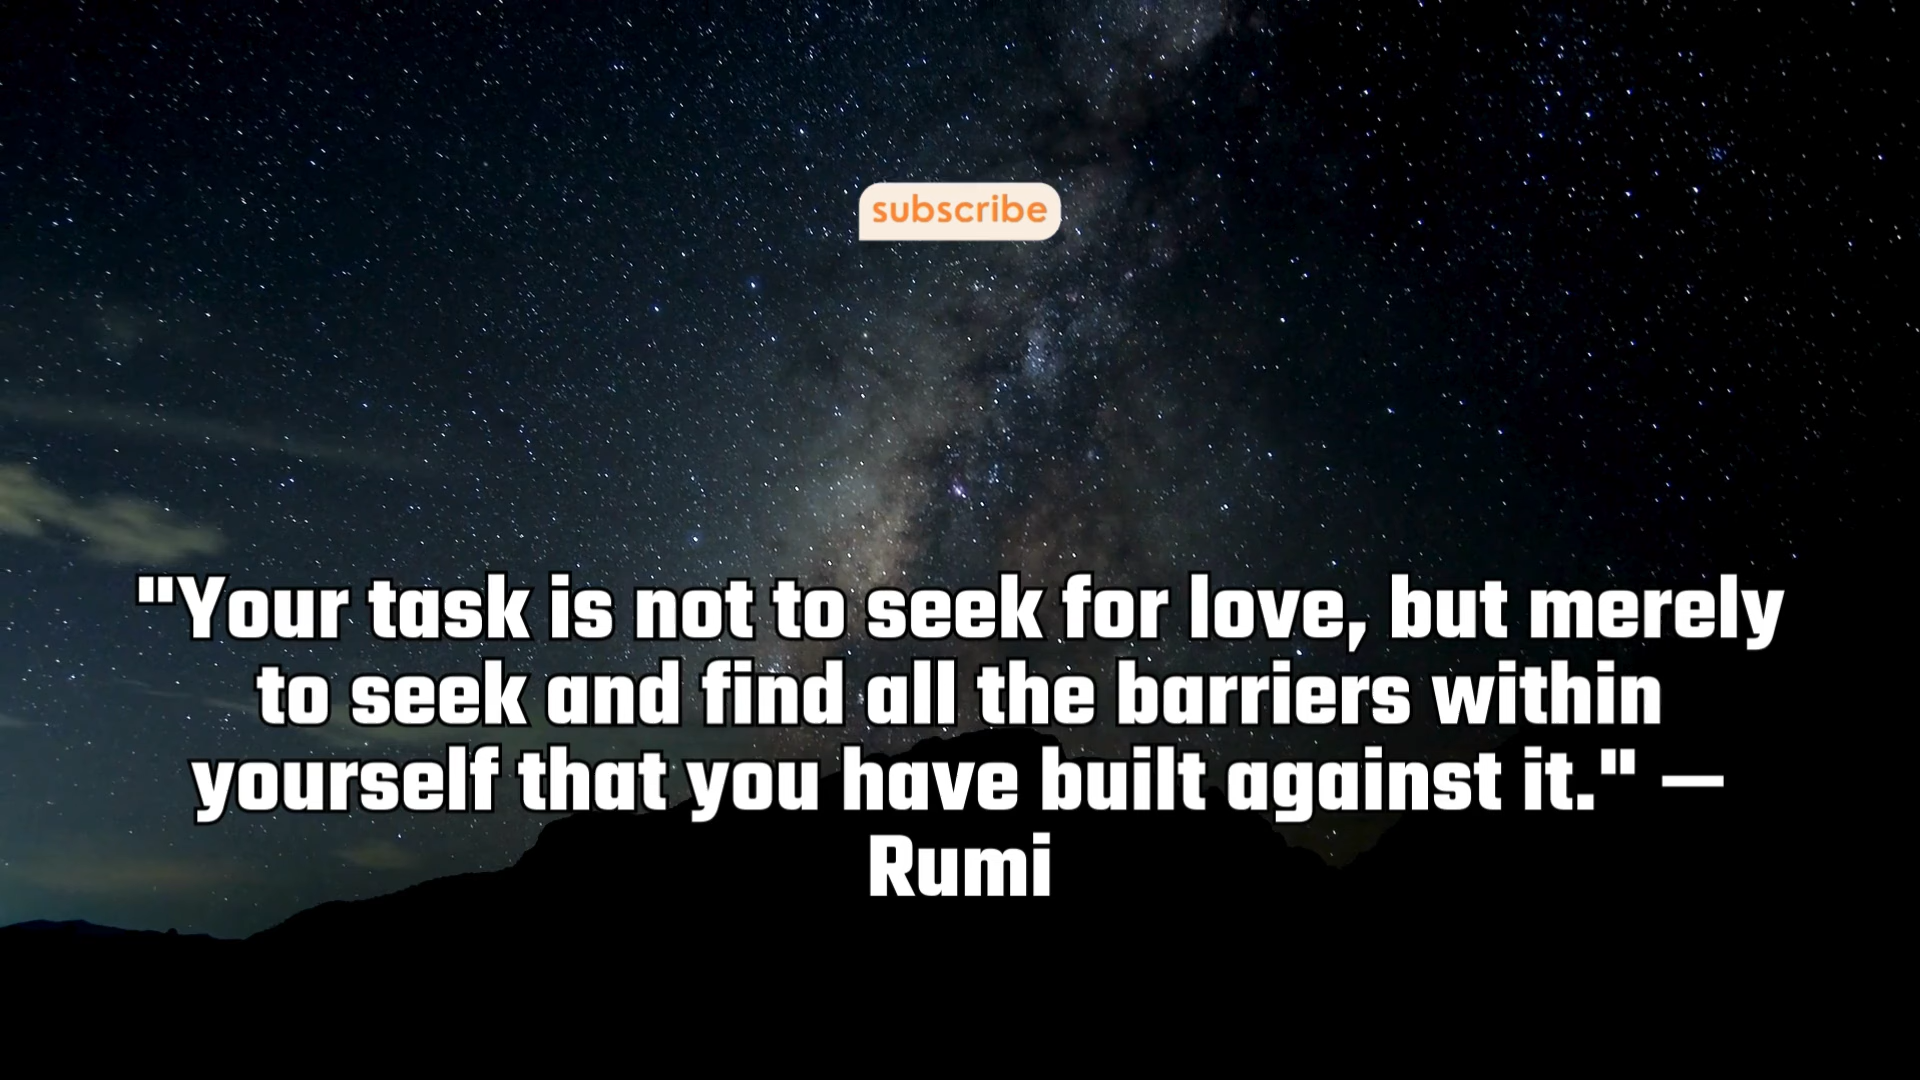 subscribe
"Your task is not to seek for love, but merely
to seek and find all the barriers within
yourself that you have built against it." —
Rumi